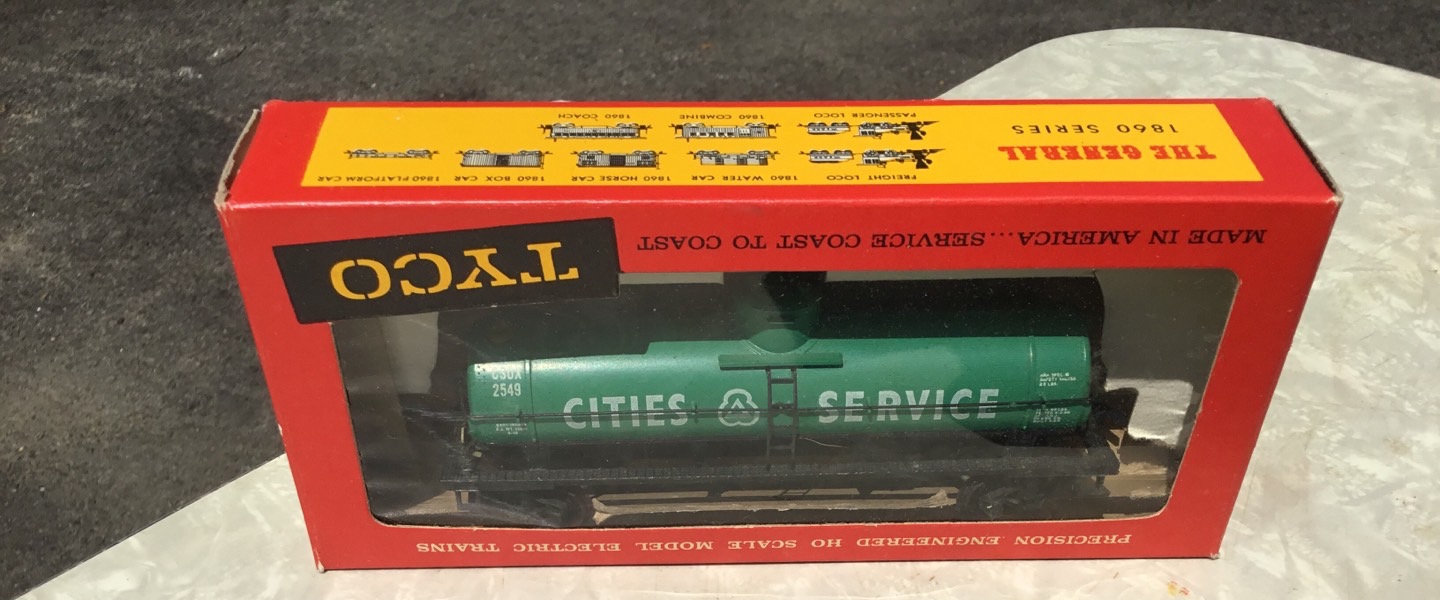 THE GENERAL
1860 SERIES
FREIGHT LOCO 1860 WATER CAR 1860 HORSE CAR 1860 BOX CAR 1860 PLATFORM CAR
PASSENGER LOCO 1860 COMBINE 1860 COACH
MADE IN AMERICA....SERVICE COAST TO COAST
TYCO
CSOX
2549
CITIES SERVICE
PRECISION ENGINEERED HO SCALE MODEL ELECTRIC TRAINS